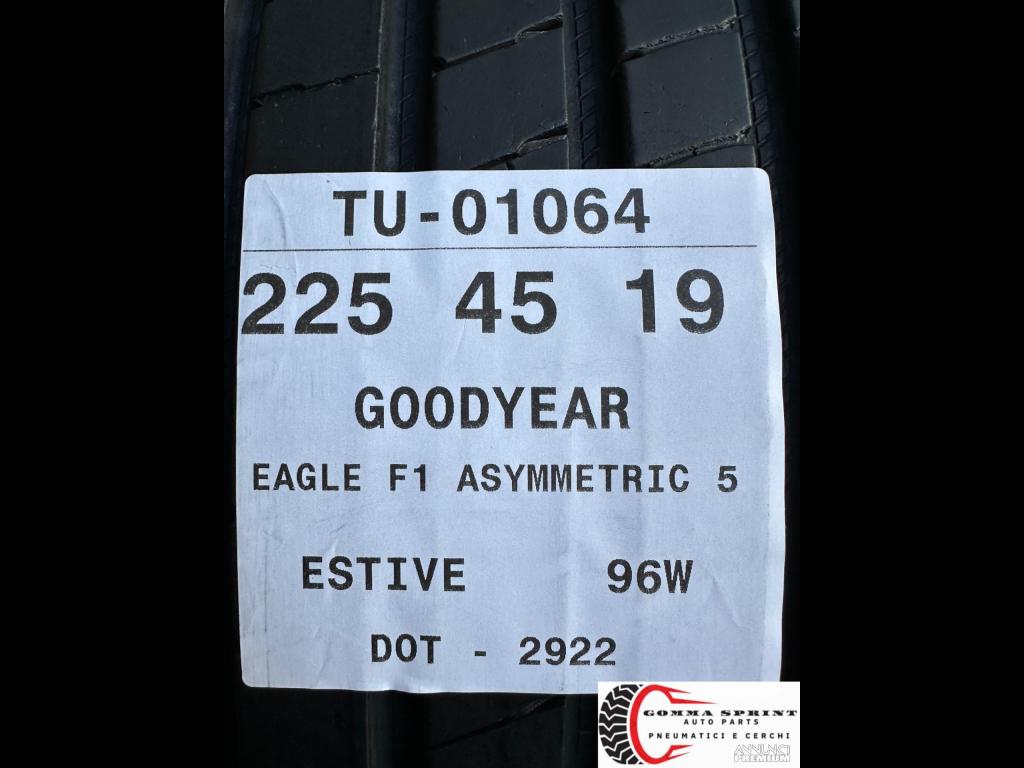 TU-01064
225 45 19
GOODYEAR
EAGLE F1 ASYMMETRIC 5
ESTIVE 96W
DOT - 2922
GOMMA SPRINT
AUTO PARTS
PNEUMATICI E CERCHI
ANNUNCI
PREMIUM